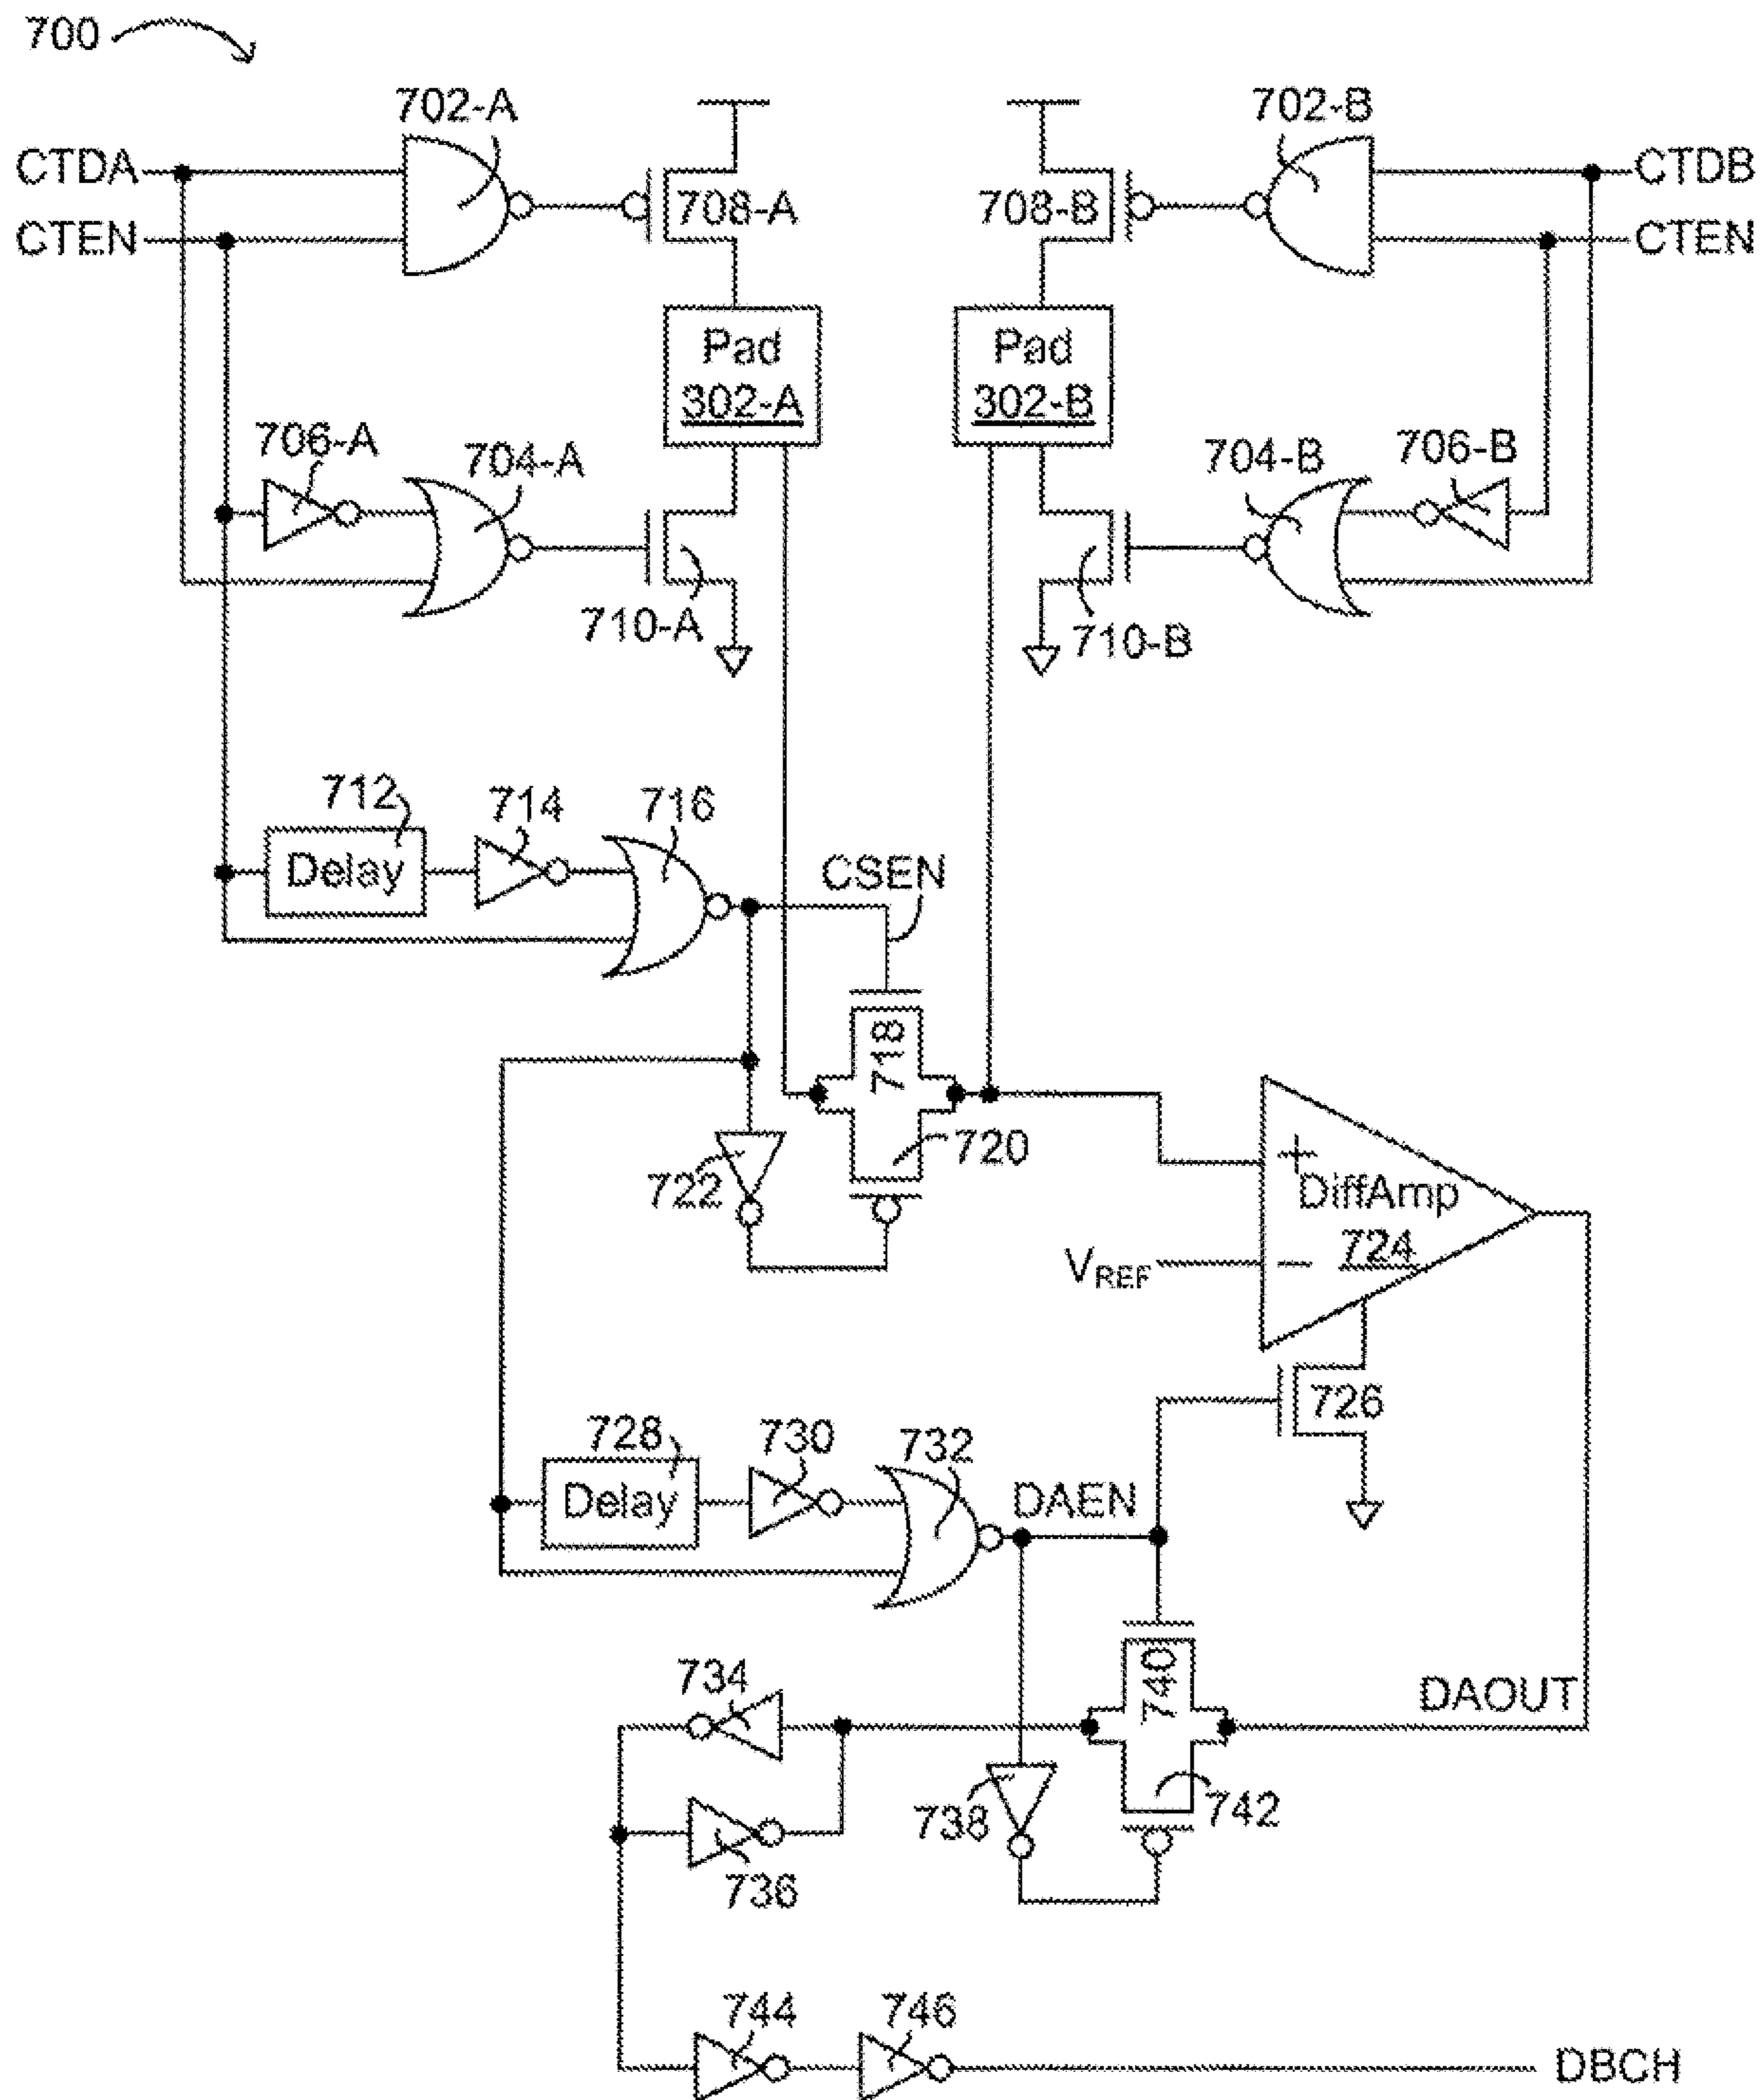 700
702-A
702-B
CTDA
CTDB
708-A
708-B
CTEN
CTEN
Pad
302-A
Pad
302-B
706-A
704-A
704-B
706-B
710-A
710-B
712
714
716
Delay
CSEN
718
720
722
+
DiffAmp
724
VREF
−
726
728
730
732
Delay
DAEN
734
740
DAOUT
738
742
736
744
746
DBCH